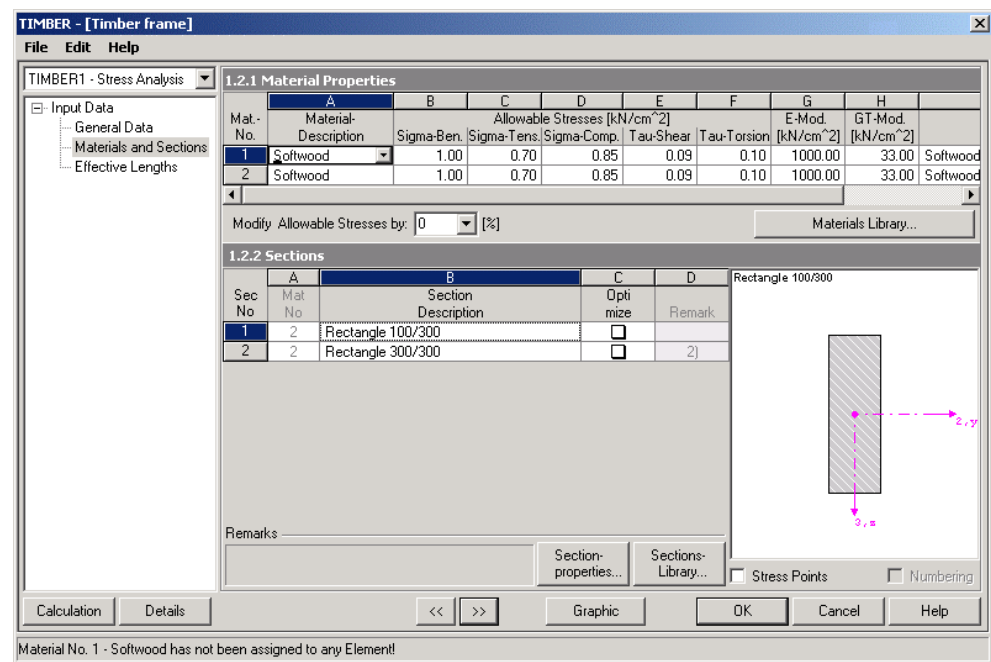 TIMBER - [Timber frame]
File Edit Help
TIMBER1 - Stress Analysis
Input Data
General Data
Materials and Sections
Effective Lengths
1.2.1 Material Properties
A B C D E F G H
Mat.- Material- Allowable Stresses [kN/cm^2] E-Mod. GT-Mod.
No. Description Sigma-Ben. Sigma-Tens. Sigma-Comp. Tau-Shear Tau-Torsion [kN/cm^2] [kN/cm^2]
1 Softwood 1.00 0.70 0.85 0.09 0.10 1000.00 33.00 Softwood
2 Softwood 1.00 0.70 0.85 0.09 0.10 1000.00 33.00 Softwood
Modify Allowable Stresses by: 0 [%] Materials Library...
1.2.2 Sections
A B C D
Sec Mat Section Opti
No No Description mize Remark
1 2 Rectangle 100/300
2 2 Rectangle 300/300 2)
Rectangle 100/300
2,y
3,z
Remarks
Section-
properties...
Sections-
Library...
Stress Points Numbering
Calculation Details << >> Graphic OK Cancel Help
Material No. 1 - Softwood has not been assigned to any Element!